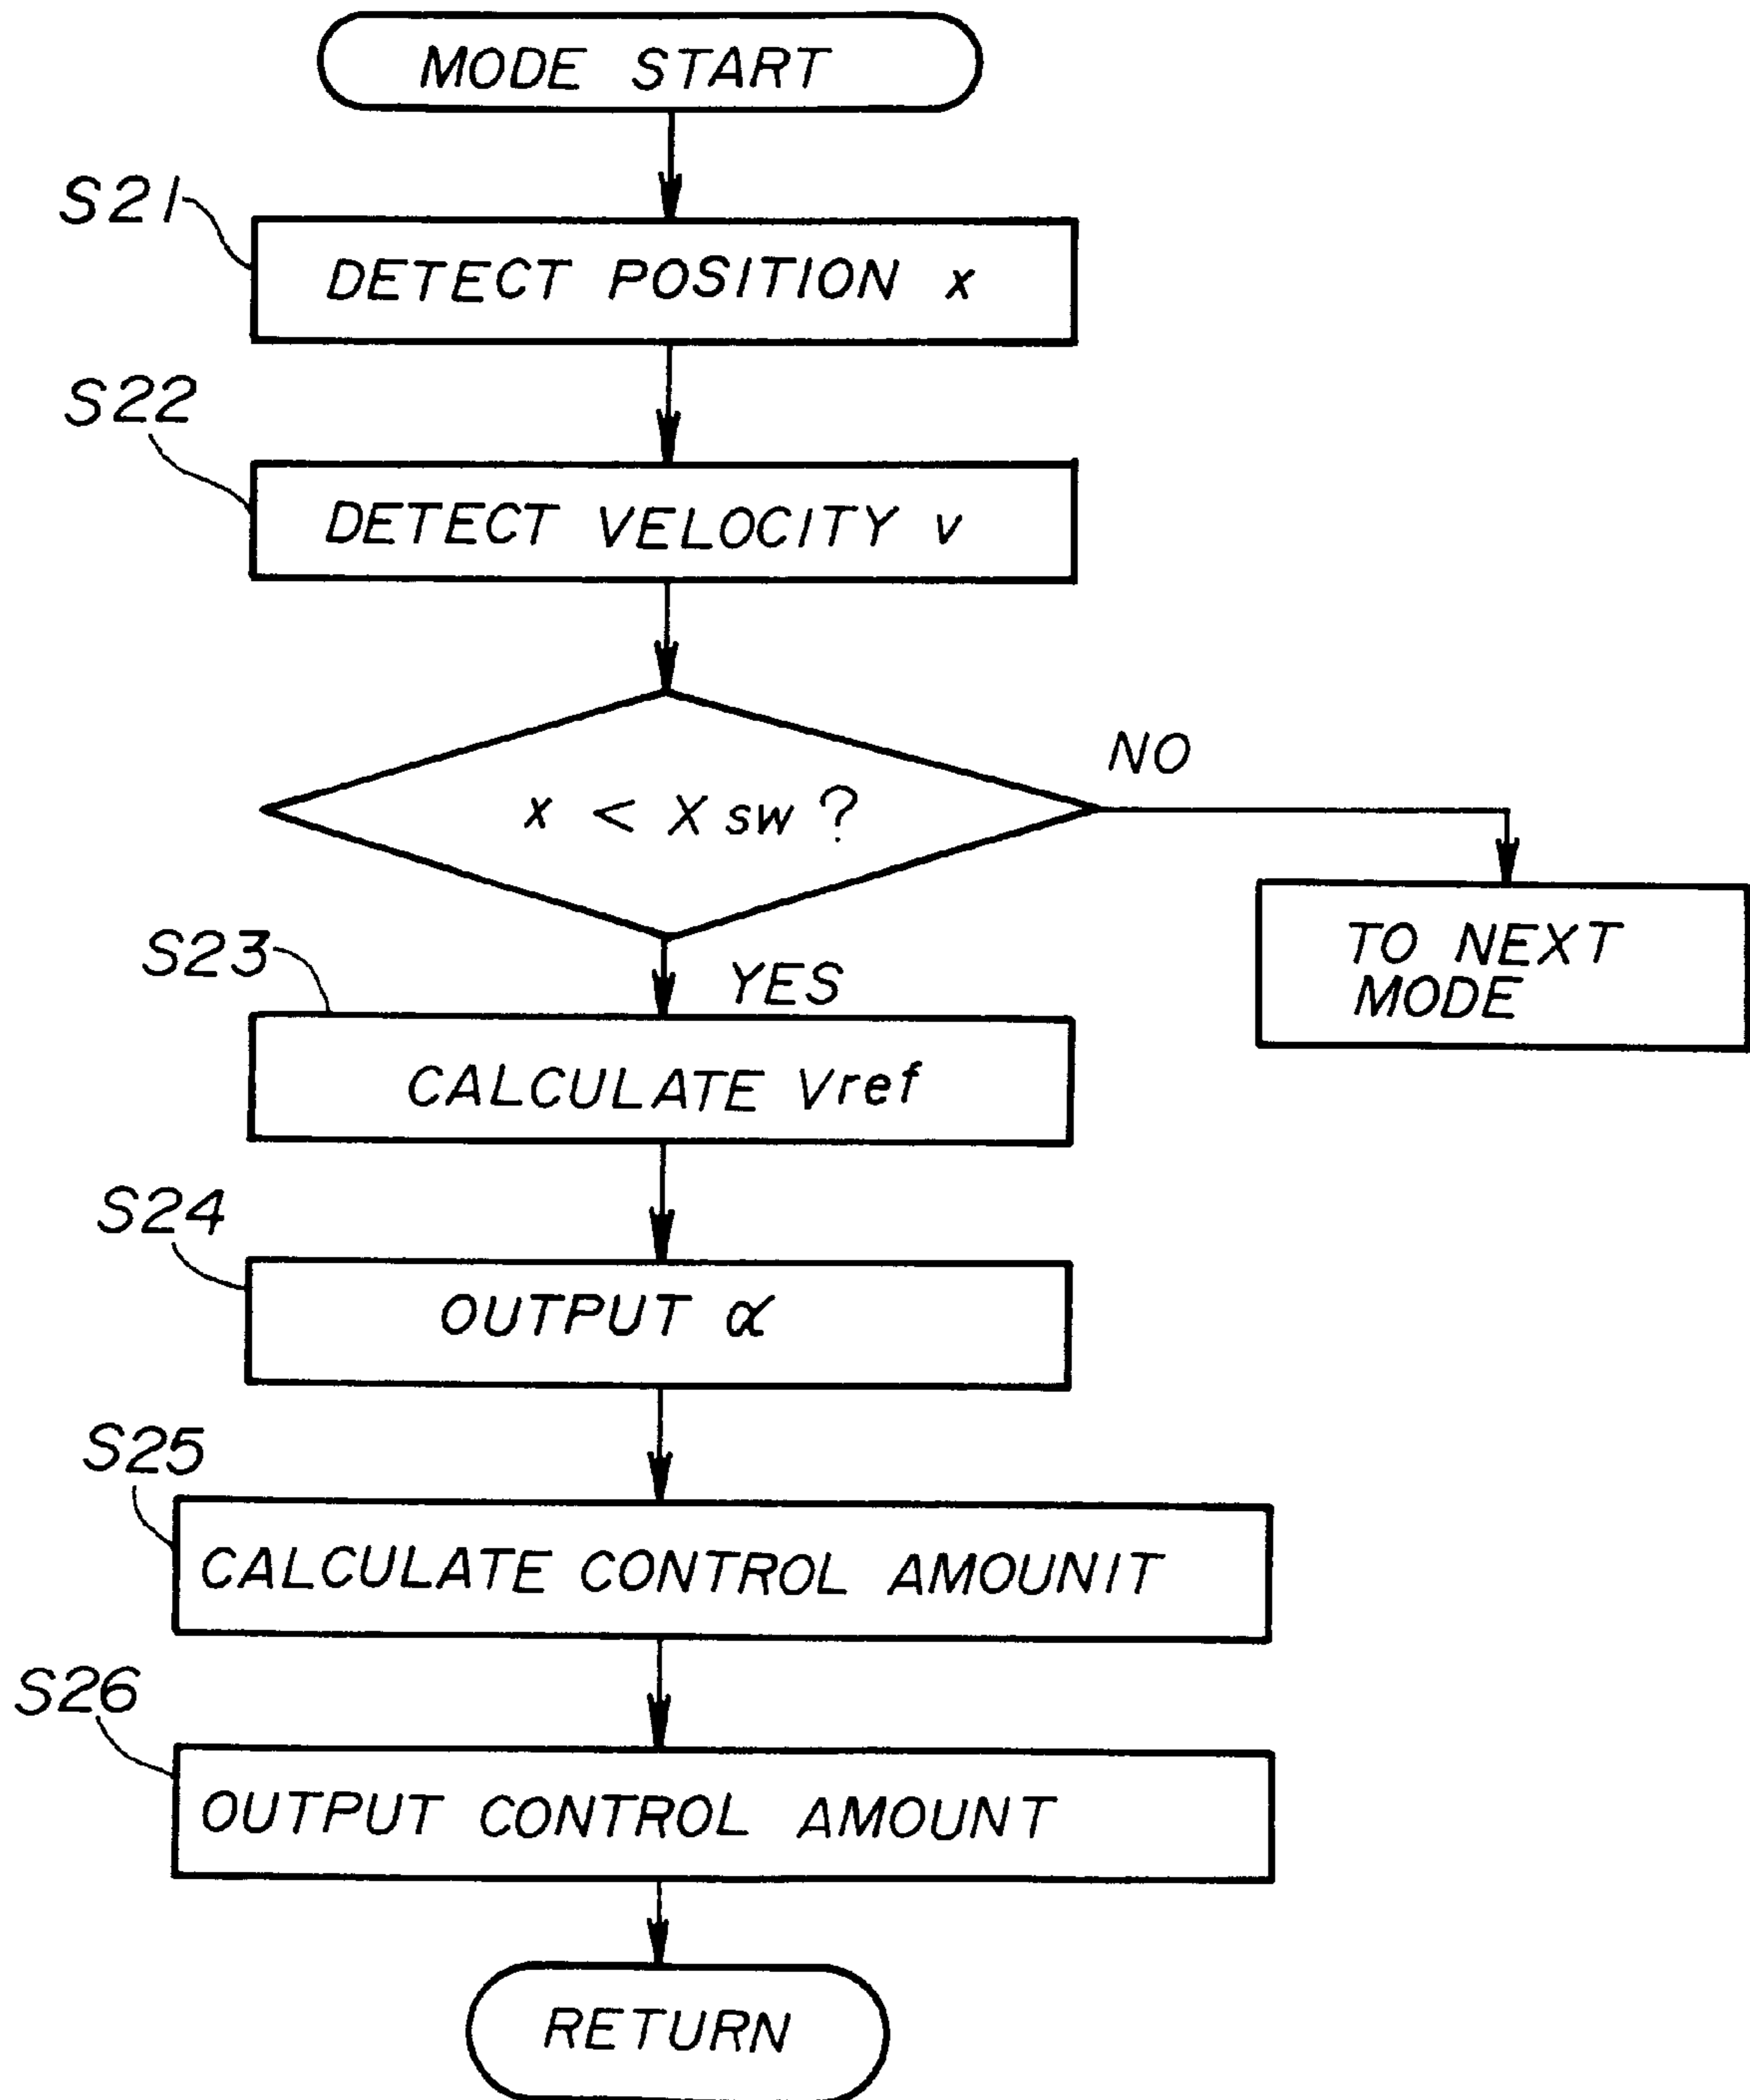 MODE START
S21
DETECT POSITION x
S22
DETECT VELOCITY v
x < Xsw ?
NO
TO NEXT
MODE
S23
YES
CALCULATE Vref
S24
OUTPUT α
S25
CALCULATE CONTROL AMOUNIT
S26
OUTPUT CONTROL AMOUNT
RETURN